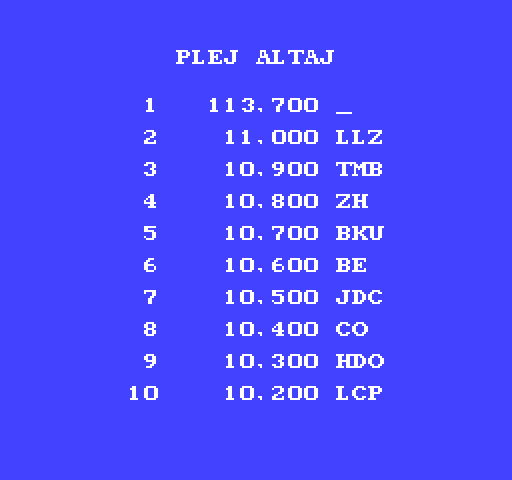 PLEJ ALTAJ
1 113.700 _
2 11.000 LLZ
3 10.900 TMB
4 10.800 ZH
5 10.700 BKU
6 10.600 BE
7 10.500 JDC
8 10.400 CO
9 10.300 HDO
10 10.200 LCP